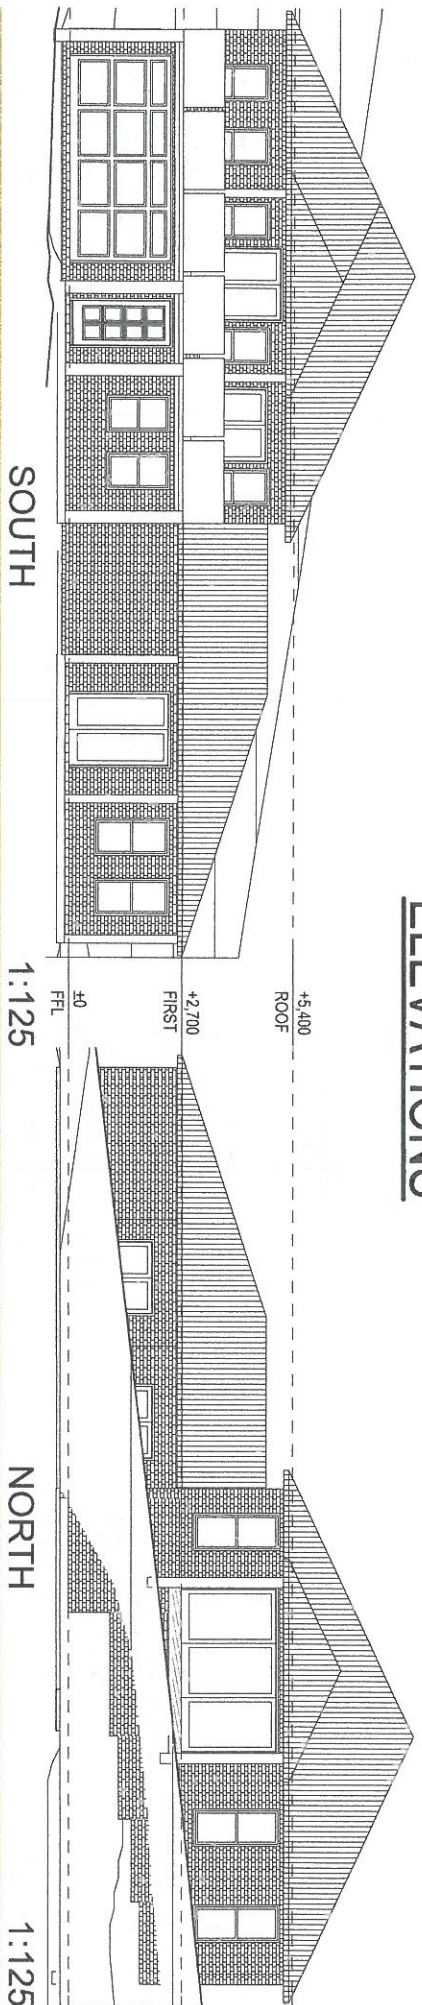 ELEVATIONS
+5,400
ROOF
+2,700
FIRST
±0
FFL
SOUTH
1:125
NORTH
1:125